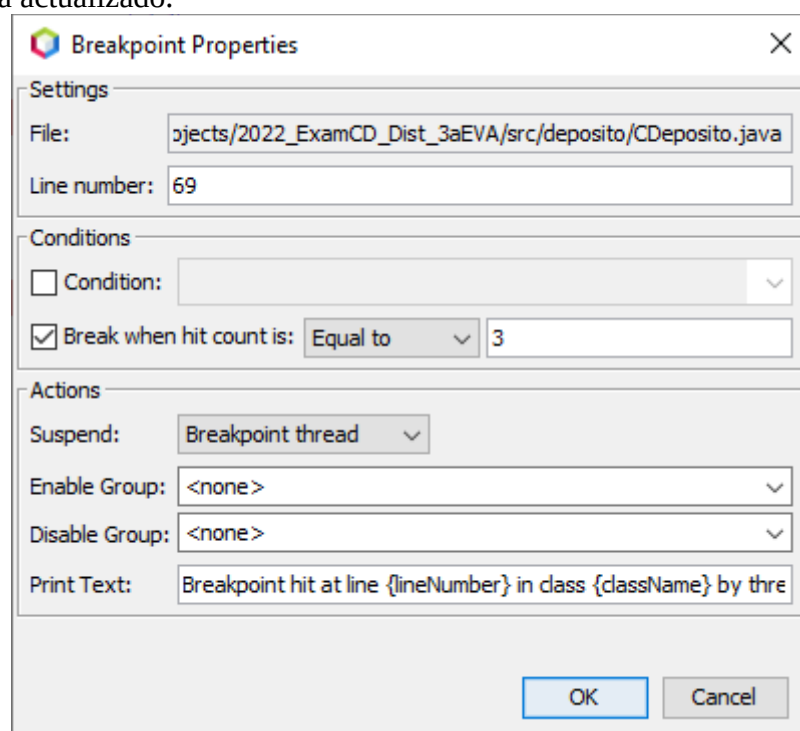 a actualizado.
Breakpoint Properties
Settings
File: ojects/2022_ExamCD_Dist_3aEVA/src/deposito/CDeposito.java
Line number: 69
Conditions
Condition:
Break when hit count is: Equal to 3
Actions
Suspend: Breakpoint thread
Enable Group: <none>
Disable Group: <none>
Print Text: Breakpoint hit at line {lineNumber} in class {className} by thre
OK Cancel